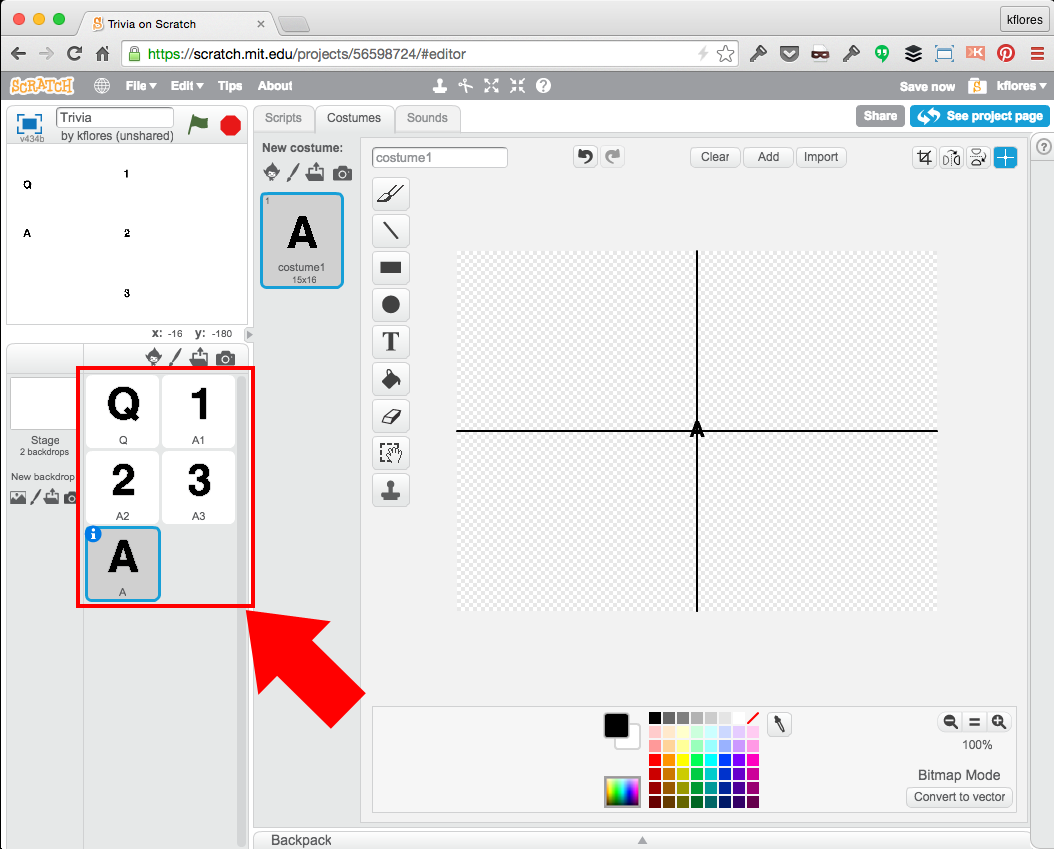 Trivia on Scratch
kflores
https://scratch.mit.edu/projects/56598724/#editor
SCRATCH File Edit Tips About Save now kflores
Trivia
by kflores (unshared)
v434b
Scripts Costumes Sounds
Share See project page
New costume:
costume1
Clear Add Import
1
A
costume1
15x16
Q 1
A 2
3
x: -16 y: -180
T
A
Q 1
Q A1
2 3
A2 A3
A
A
Stage
2 backdrops
New backdrop
100%
Bitmap Mode
Convert to vector
Backpack